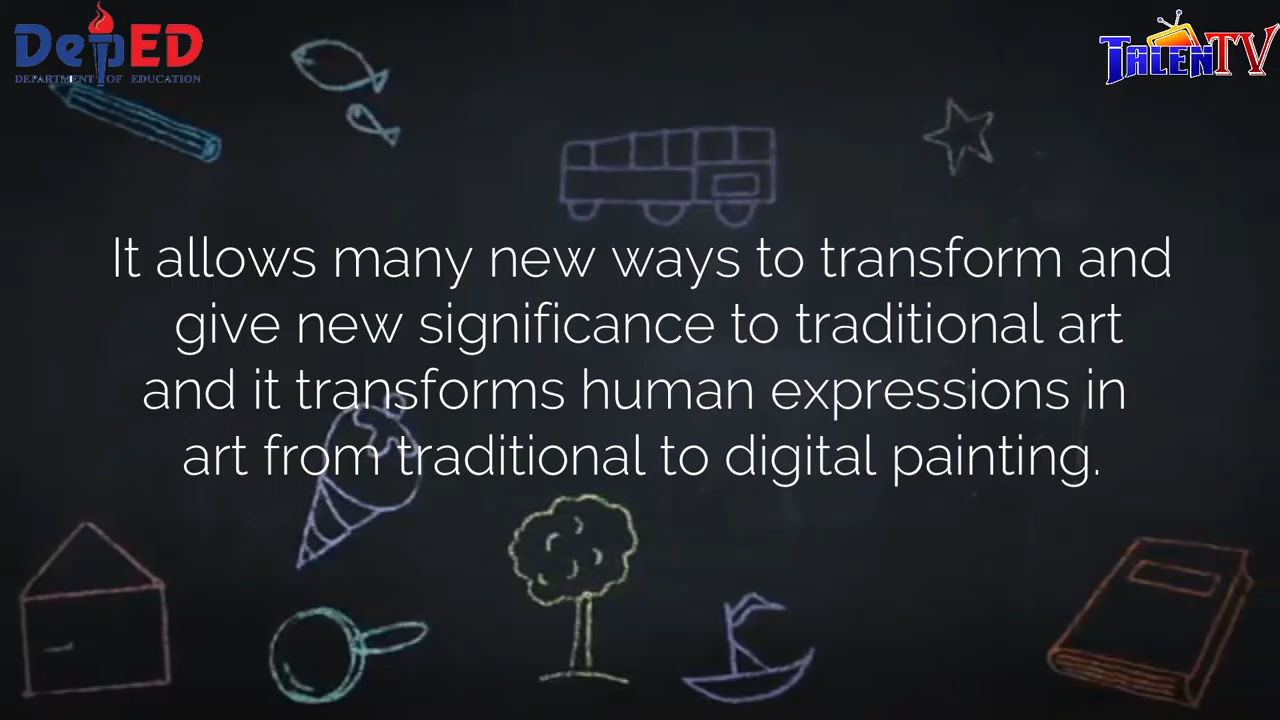 DepED
DEPARTMENT OF EDUCATION
TALENTV
It allows many new ways to transform and
give new significance to traditional art
and it transforms human expressions in
art from traditional to digital painting.